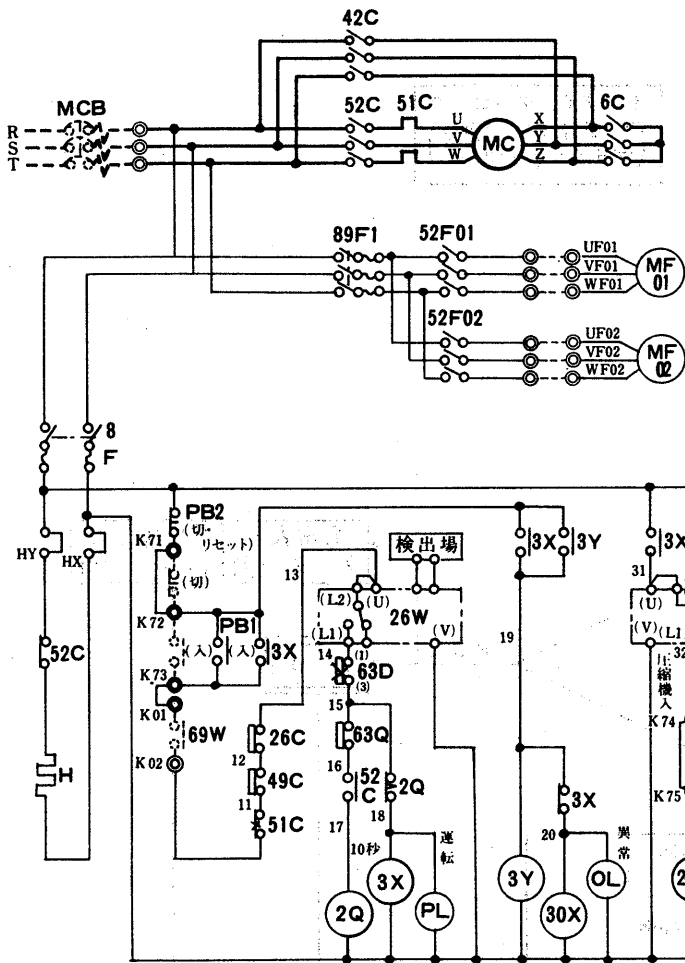 42C
MCB
52C
51C
6C
R
S
T
U
V
W
MC
X
Y
Z
89F1
52F01
UF01
VF01
WF01
MF
01
52F02
UF02
VF02
WF02
MF
02
8
F
PB2
(切・
リセット)
K71
(切)
K72
HY
HX
13
検出場
3X
3Y
3X
31
(L2)
(U)
26W
(U)
PB1
(入)
(入)
3X
(L1)
(V)
(V)
(L1
32
52C
K73
14
(1)
63D
(3)
19
圧縮機入
K01
15
69W
26C
63Q
K74
K02
12
16
H
49C
52
C
2Q
3X
K75
11
17
18
51C
20
10秒
運転
異常
3X
PL
3Y
OL
2Q
30X
2